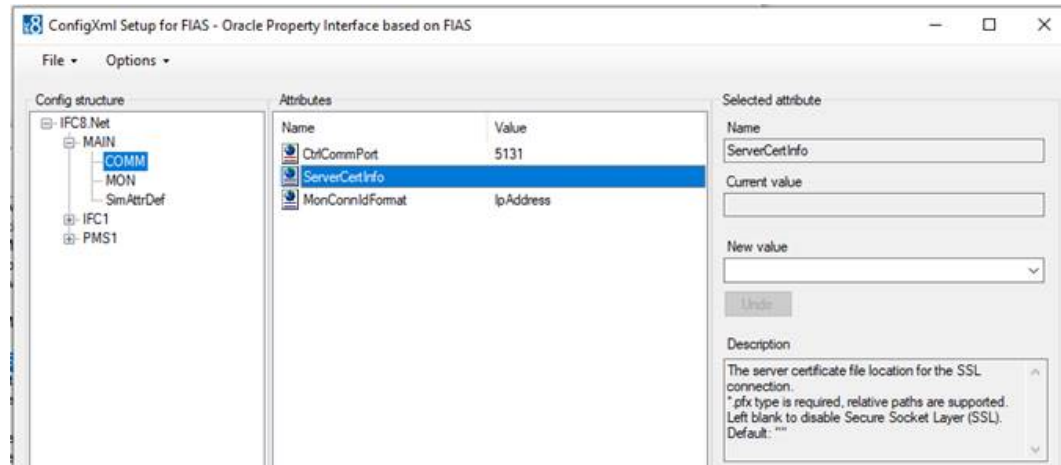 x8 ConfigXml Setup for FIAS - Oracle Property Interface based on FIAS
File Options
Config structure
IFC8.Net
MAIN
COMM
MON
SimAttrDef
IFC1
PMS1
Attributes
Name Value
CtrlCommPort 5131
ServerCertInfo
MonConnIdFormat IpAddress
Selected attribute
Name
ServerCertInfo
Current value
New value
Undo
Description
The server certificate file location for the SSL
connection.
*.pfx type is required, relative paths are supported.
Left blank to disable Secure Socket Layer (SSL).
Default: ""